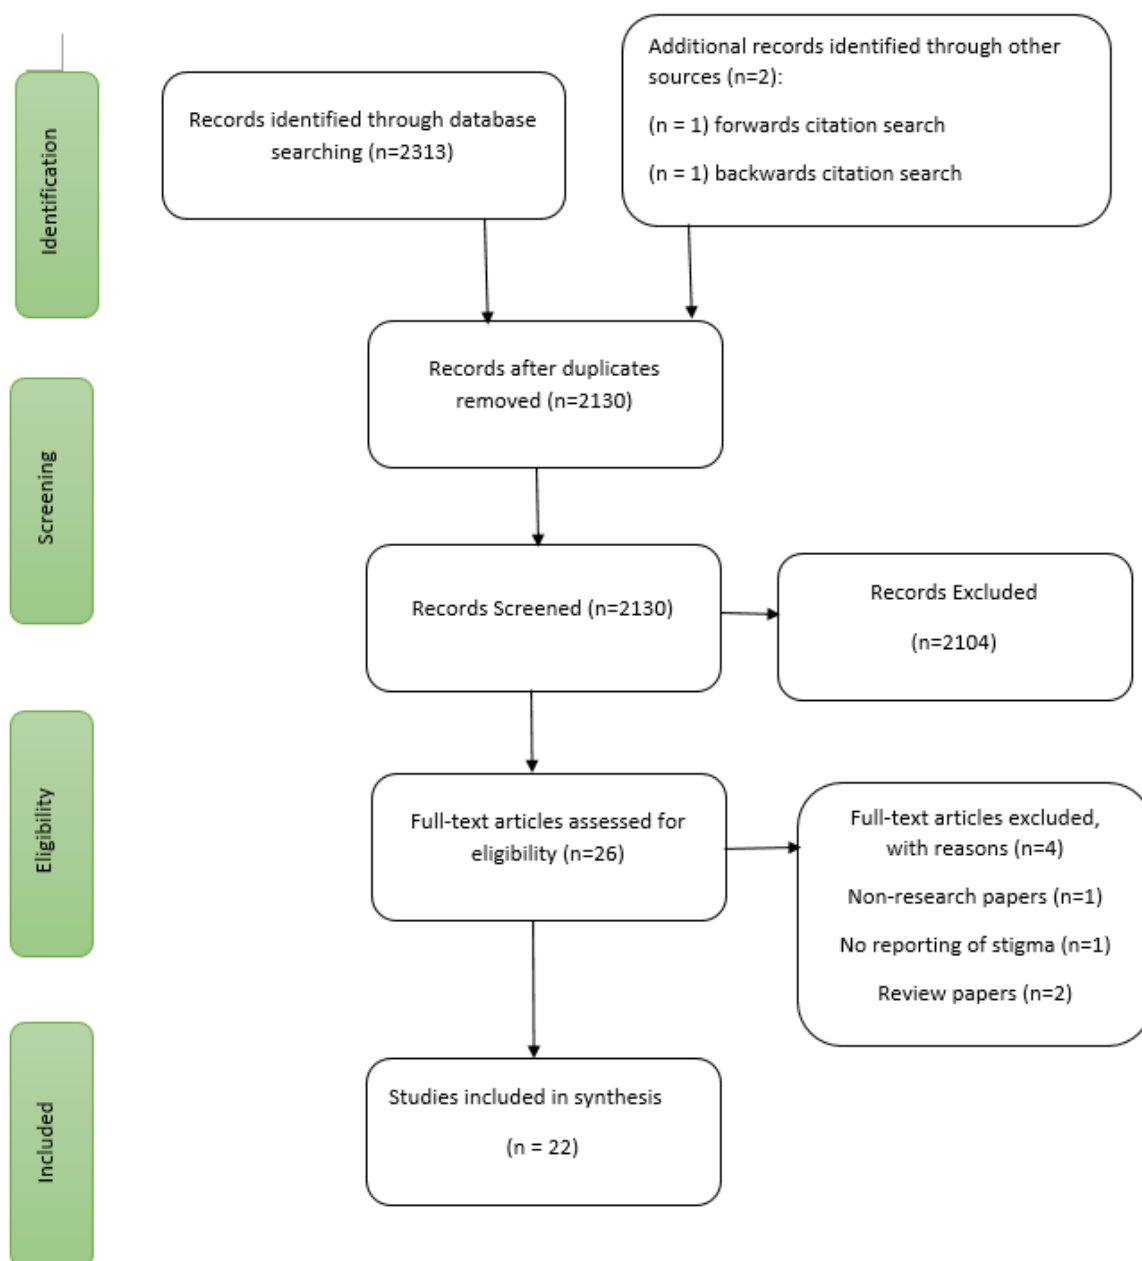 Identification
Records identified through database
searching (n=2313)
Additional records identified through other
sources (n=2):
(n = 1) forwards citation search
(n = 1) backwards citation search
Records after duplicates
removed (n=2130)
Screening
Records Screened (n=2130)
Records Excluded
(n=2104)
Eligibility
Full-text articles assessed for
eligibility (n=26)
Full-text articles excluded,
with reasons (n=4)
Non-research papers (n=1)
No reporting of stigma (n=1)
Review papers (n=2)
Included
Studies included in synthesis
(n = 22)